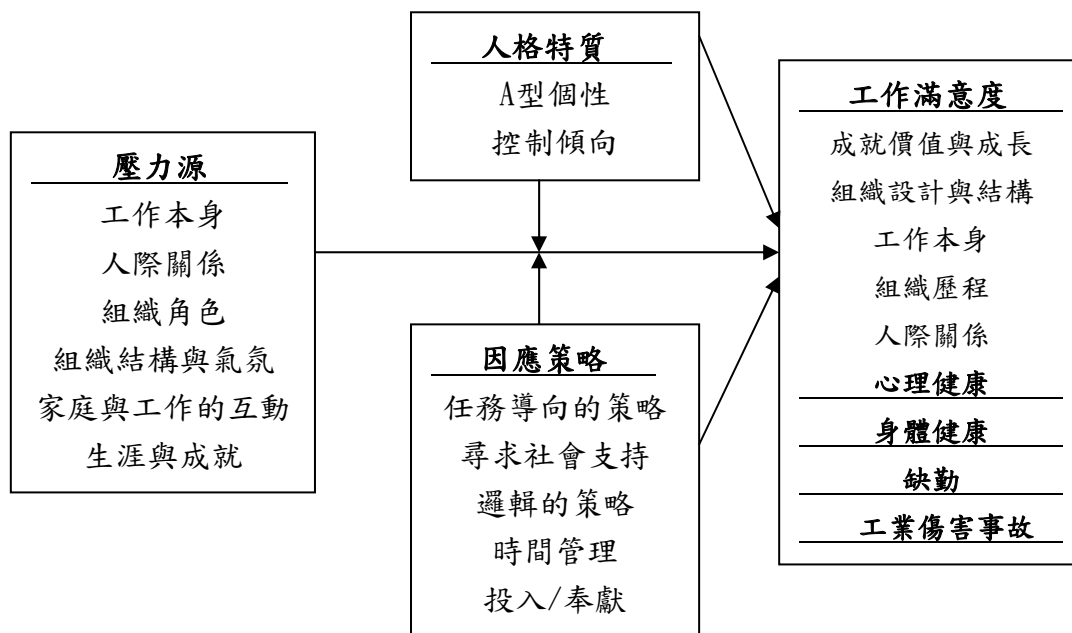 壓力源
工作本身
人際關係
組織角色
組織結構與氣氛
家庭與工作的互動
生涯與成就
人格特質
A型個性
控制傾向
因應策略
任務導向的策略
尋求社會支持
邏輯的策略
時間管理
投入/奉獻
工作滿意度
成就價值與成長
組織設計與結構
工作本身
組織歷程
人際關係
心理健康
身體健康
缺勤
工業傷害事故